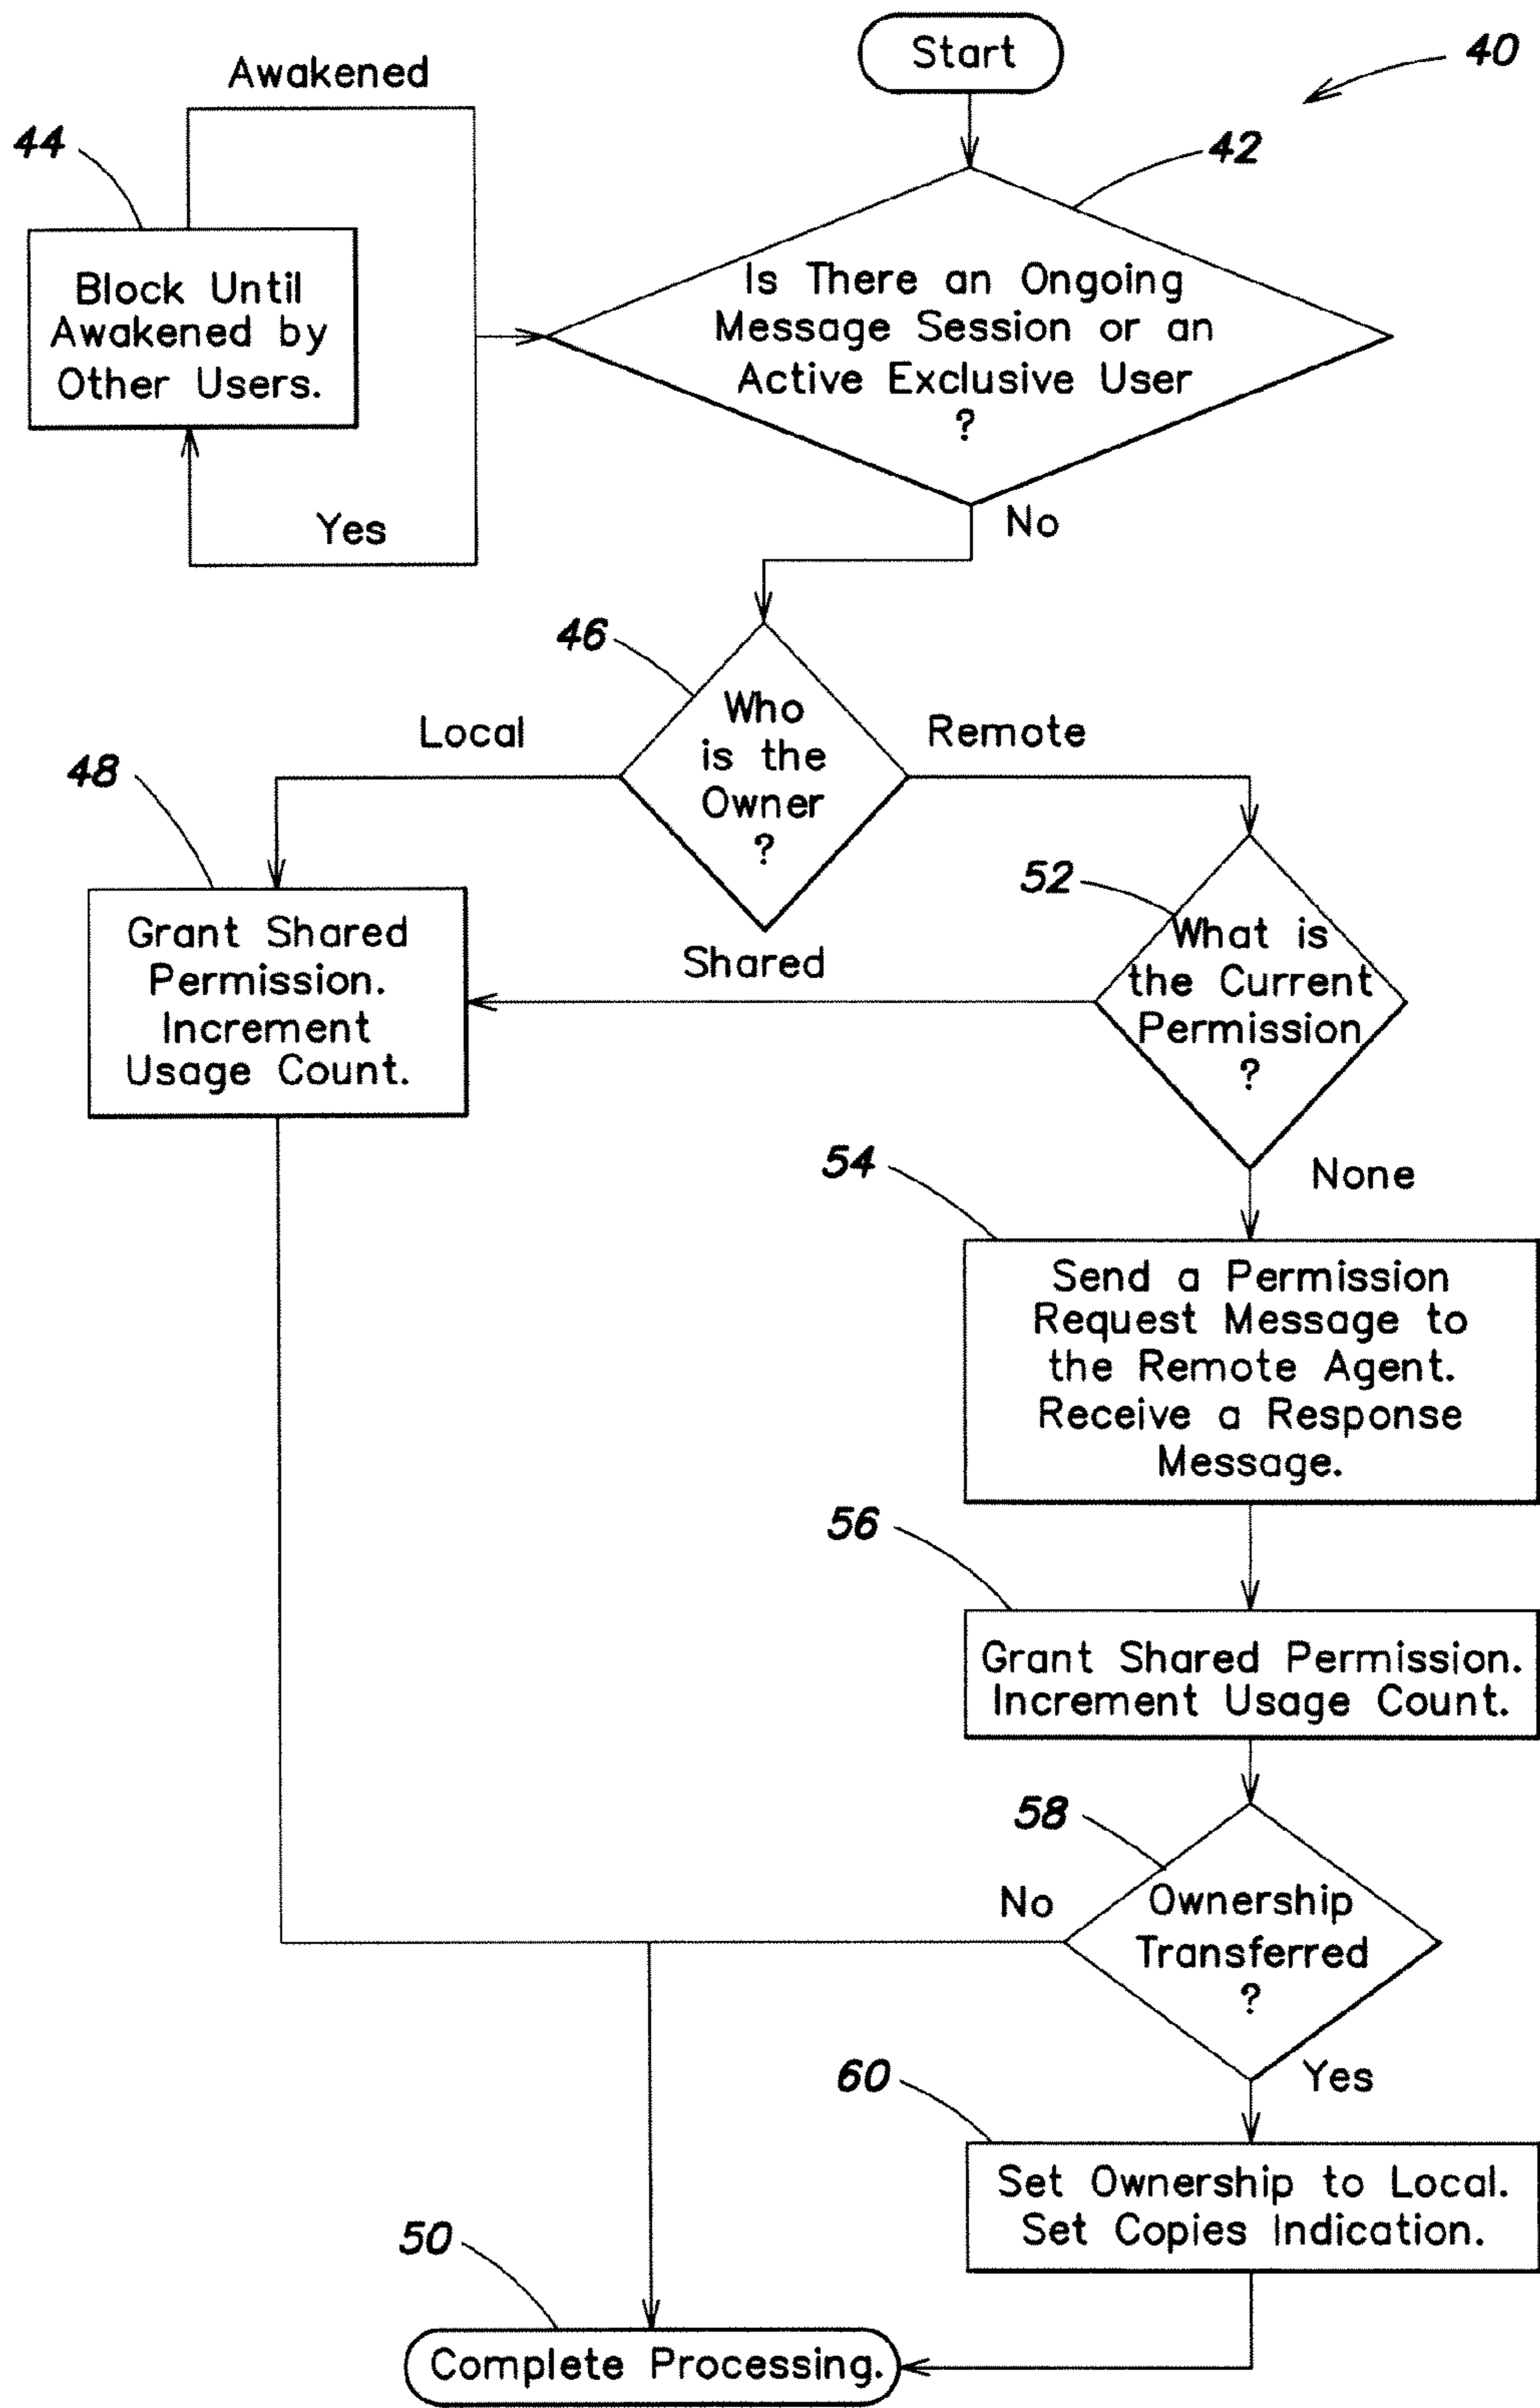 Start
40
Awakened
44
42
Block Until
Awakened by
Other Users.
Is There an Ongoing
Message Session or an
Active Exclusive User
?
Yes
No
46
Who
is the
Owner
?
Local
Remote
48
52
Grant Shared
Permission.
Increment
Usage Count.
Shared
What is
the Current
Permission
?
None
54
Send a Permission
Request Message to
the Remote Agent.
Receive a Response
Message.
56
Grant Shared Permission.
Increment Usage Count.
58
No
Ownership
Transferred
?
Yes
60
Set Ownership to Local.
Set Copies Indication.
50
Complete Processing.